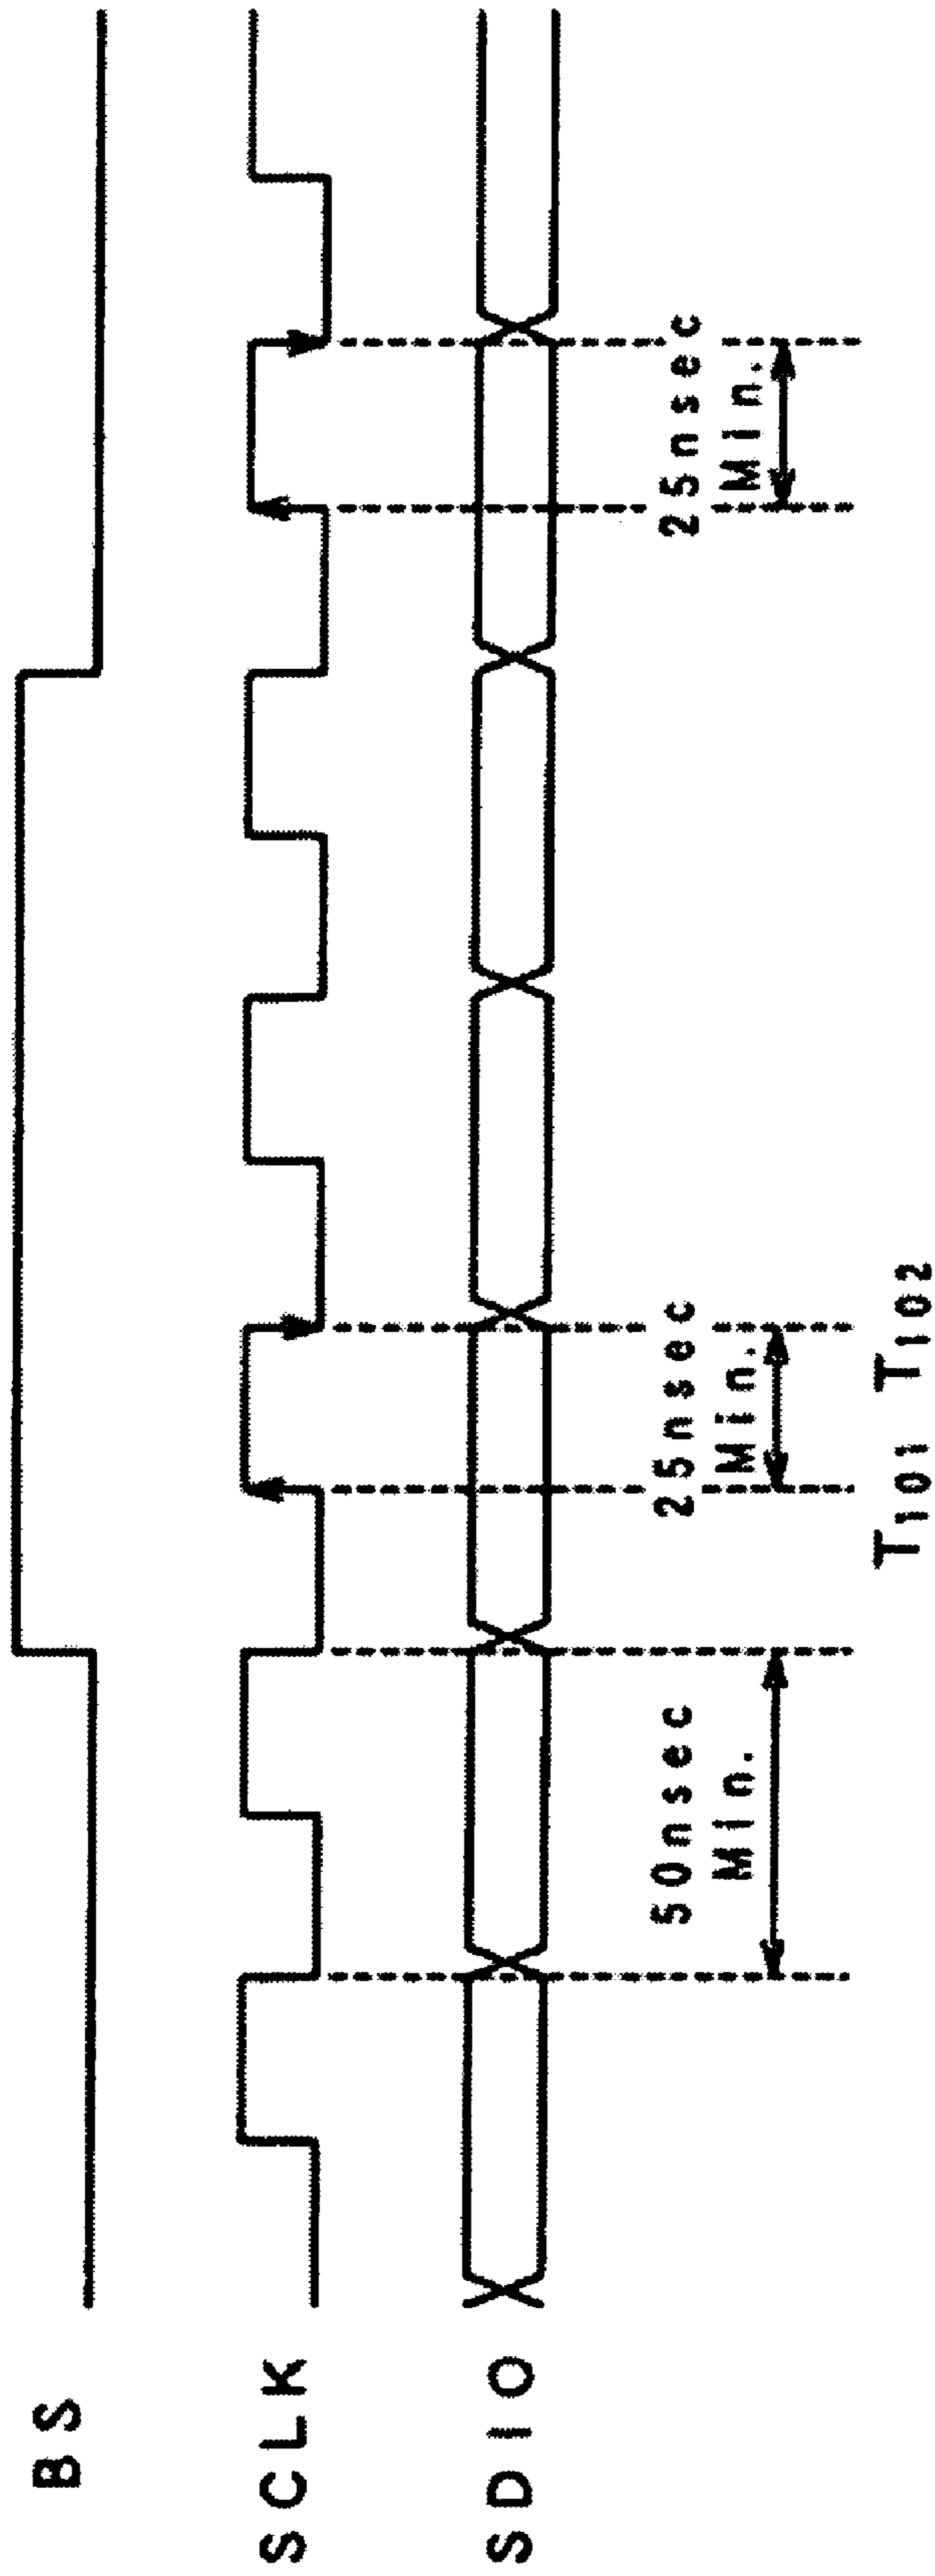 BS
SCLK
SDIO
50nsec
Min.
25nsec
Min.
25nsec
Min.
T101 T102